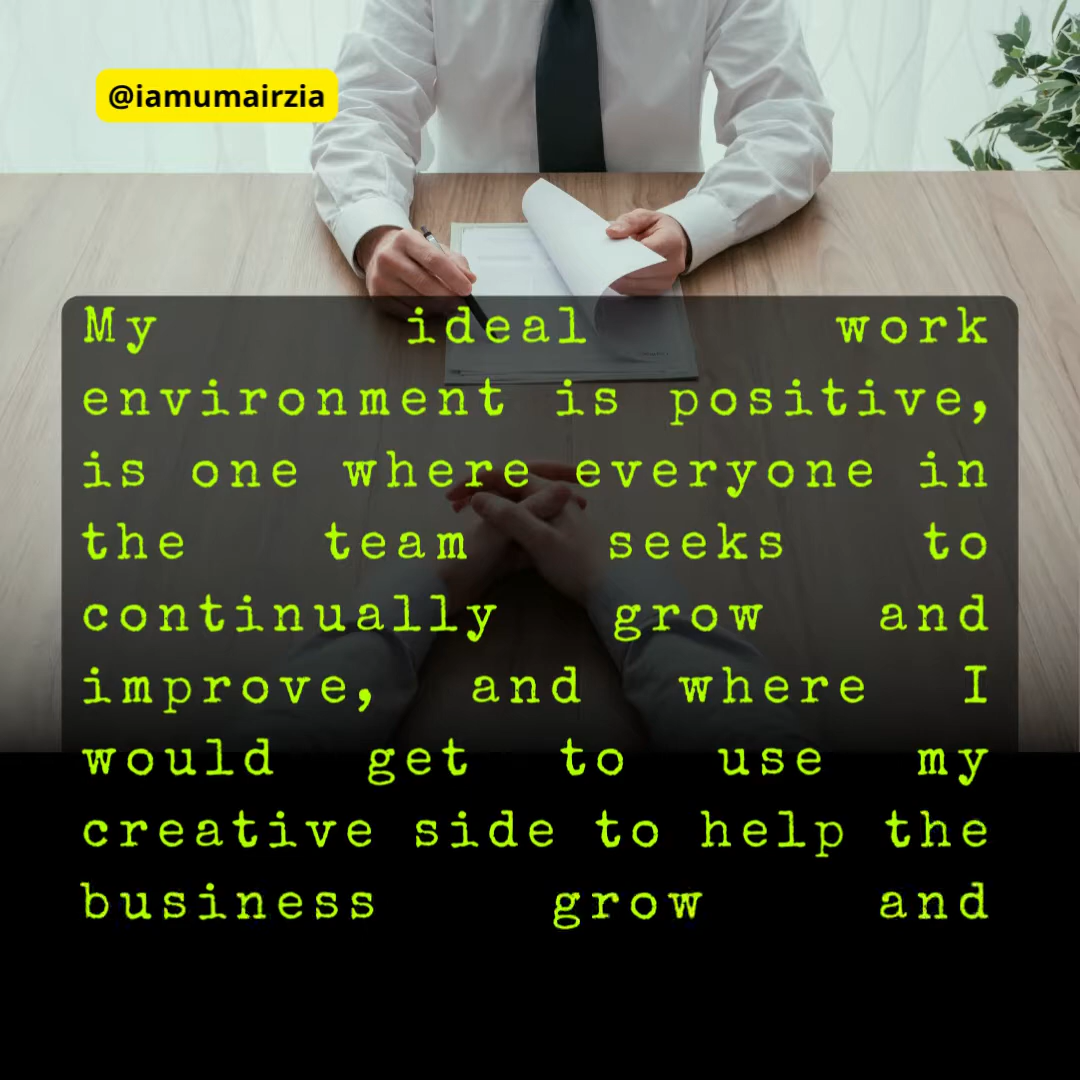 @iamumairzia
My ideal work
environment is positive,
is one where everyone in
the team seeks to
continually grow and
improve, and where I
would get to use my
creative side to help the
business grow and